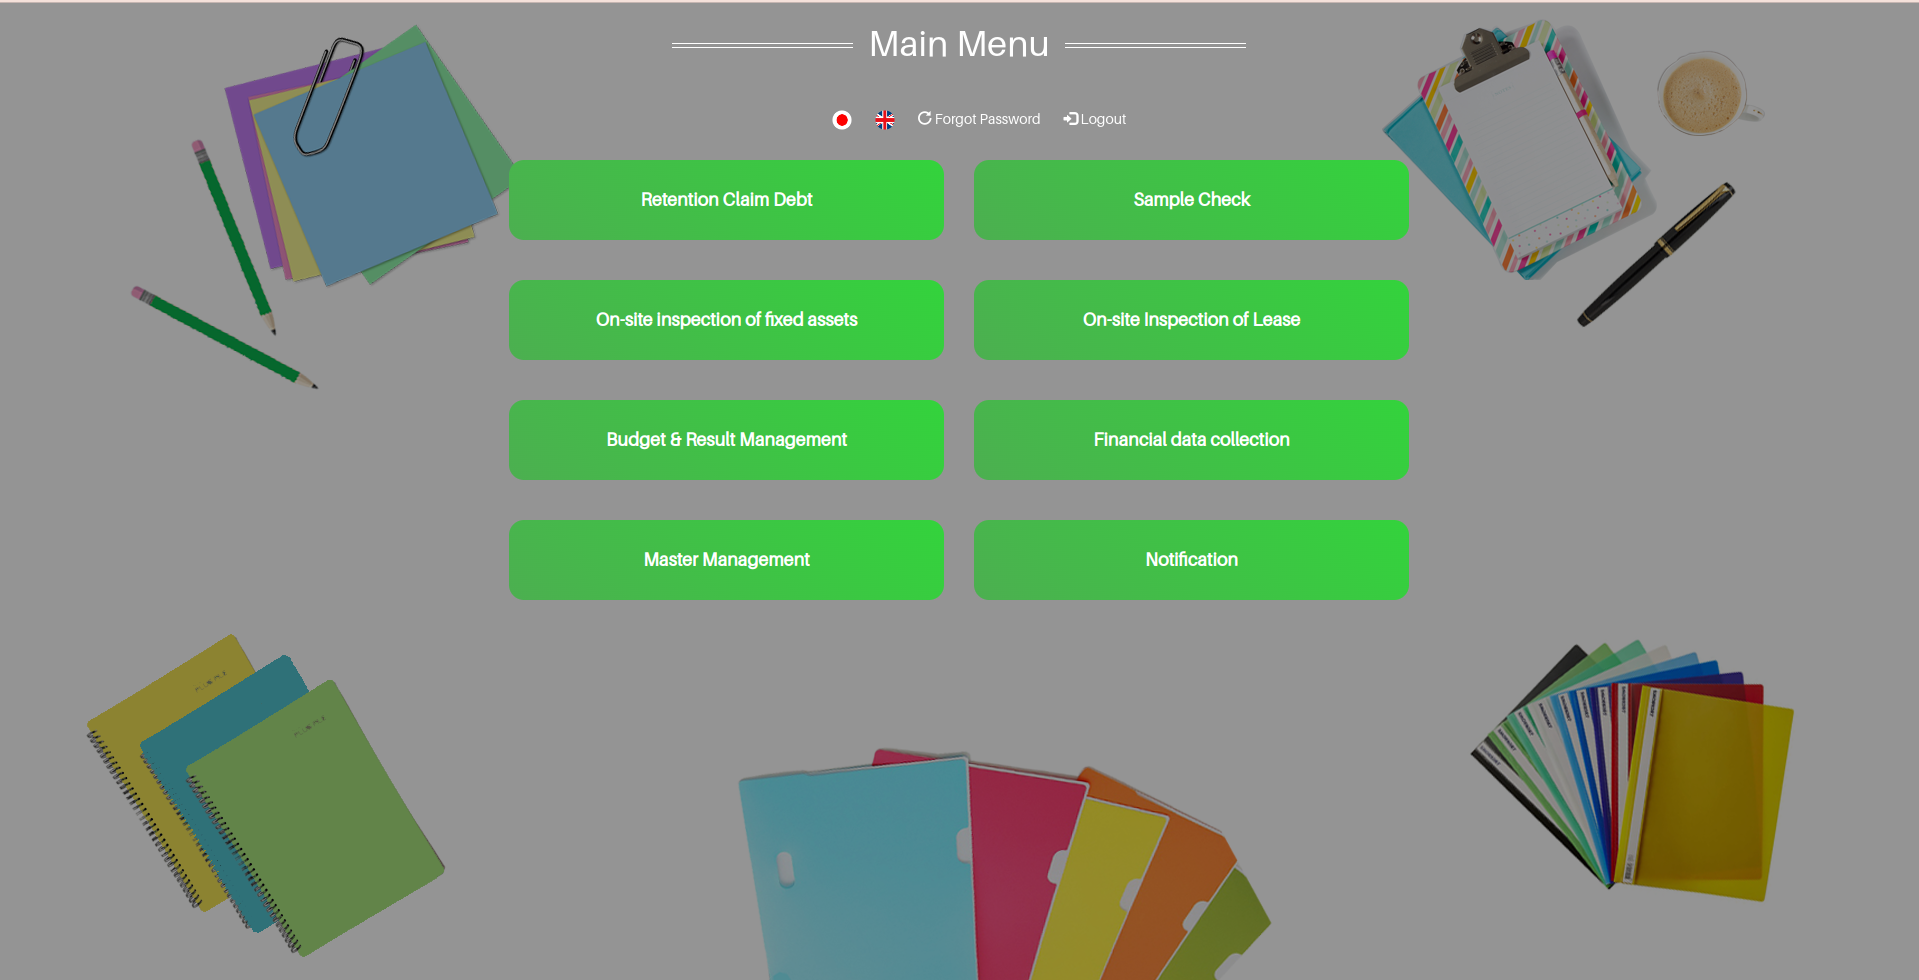 Main Menu
Forgot Password Logout
Retention Claim Debt
Sample Check
On-site inspection of fixed assets
On-site Inspection of Lease
Budget & Result Management
Financial data collection
Master Management
Notification